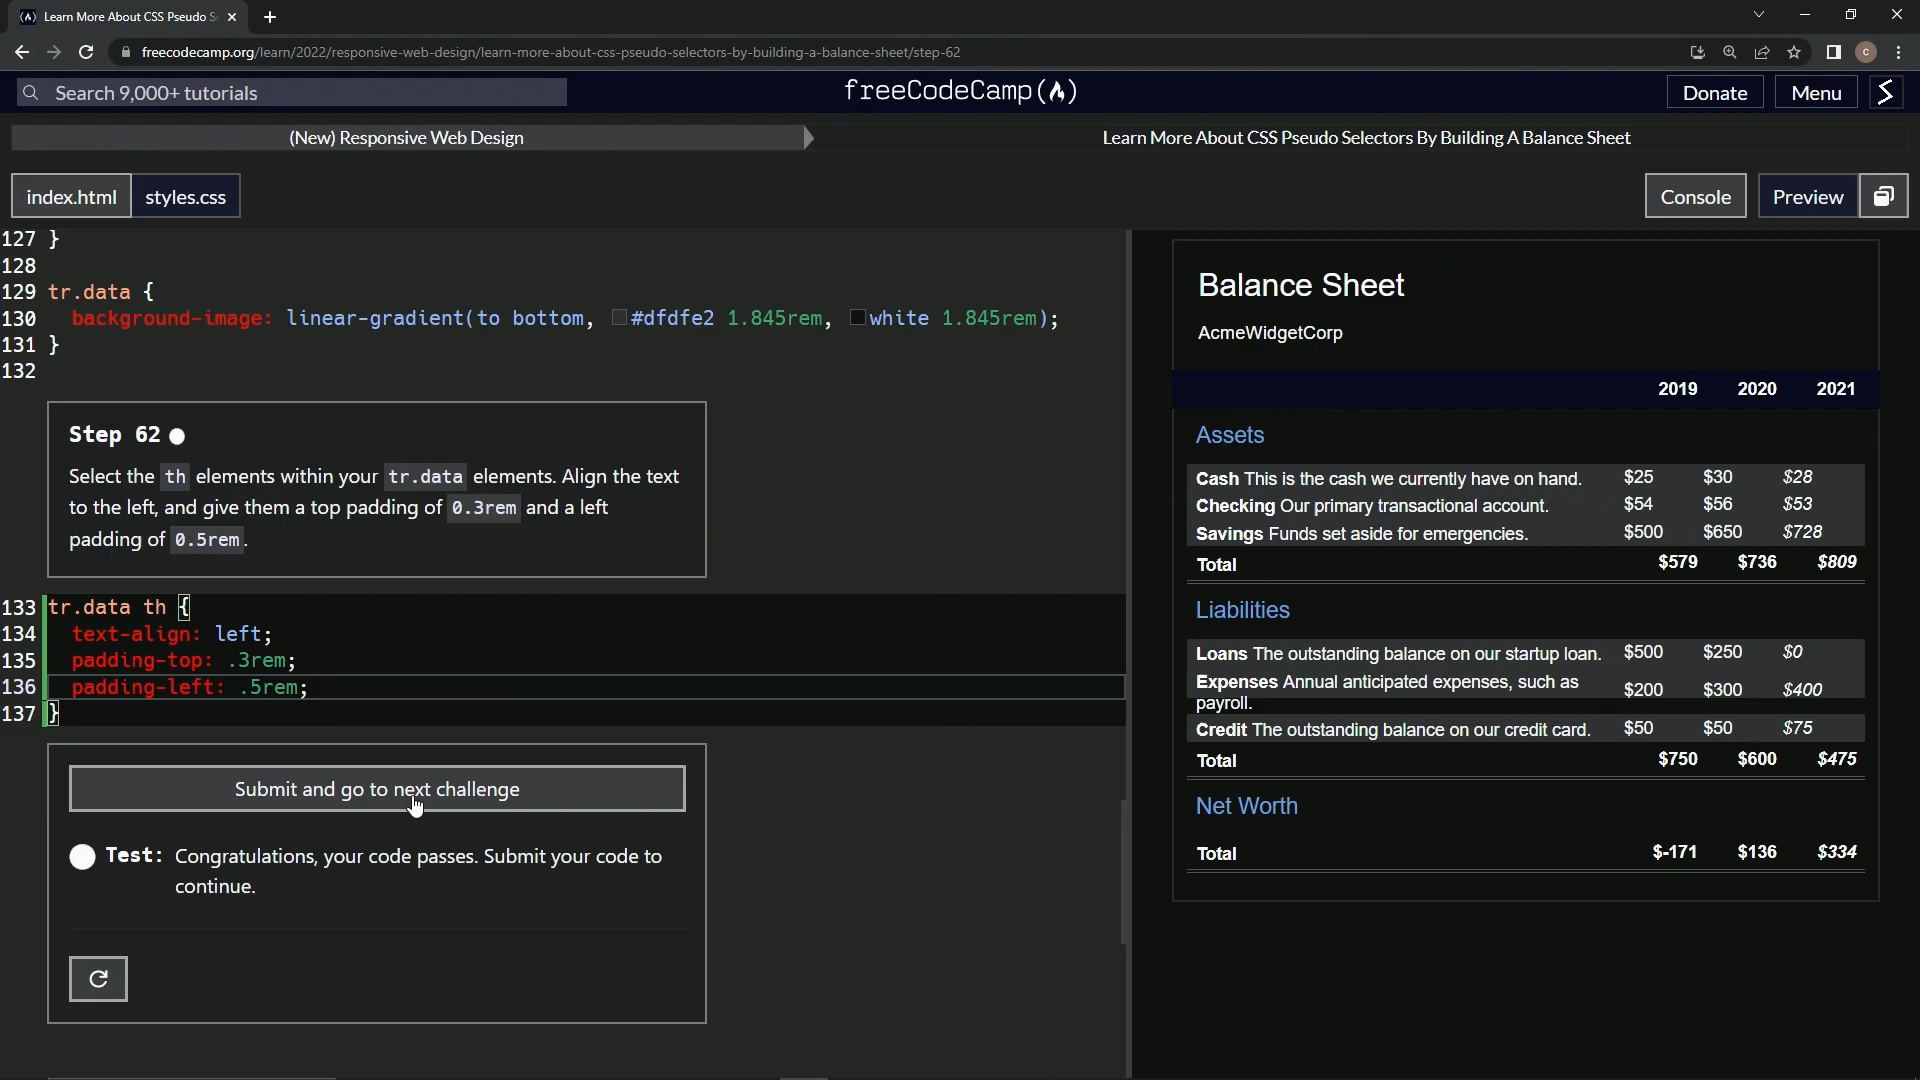 Learn More About CSS Pseudo S
freecodecamp.org/learn/2022/responsive-web-design/learn-more-about-css-pseudo-selectors-by-building-a-balance-sheet/step-62
C
Search 9,000+ tutorials
freeCodeCamp(🔥)
Donate
Menu
(New) Responsive Web Design
Learn More About CSS Pseudo Selectors By Building A Balance Sheet
index.html
styles.css
Console
Preview
127 }
128
129 tr.data {
130   background-image: linear-gradient(to bottom, #dfdfe2 1.845rem, white 1.845rem);
131 }
132
Step 62
Select the th elements within your tr.data elements. Align the text
to the left, and give them a top padding of 0.3rem and a left
padding of 0.5rem.
133 tr.data th {
134   text-align: left;
135   padding-top: .3rem;
136   padding-left: .5rem;
137 }
Submit and go to next challenge
Test: Congratulations, your code passes. Submit your code to
continue.
Balance Sheet
AcmeWidgetCorp
2019 2020 2021
Assets
Cash This is the cash we currently have on hand. $25 $30 $28
Checking Our primary transactional account. $54 $56 $53
Savings Funds set aside for emergencies. $500 $650 $728
Total $579 $736 $809
Liabilities
Loans The outstanding balance on our startup loan. $500 $250 $0
Expenses Annual anticipated expenses, such as $200 $300 $400
payroll.
Credit The outstanding balance on our credit card. $50 $50 $75
Total $750 $600 $475
Net Worth
Total $-171 $136 $334